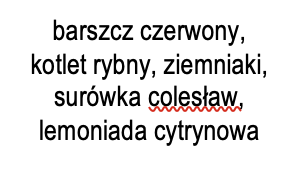 barszcz czerwony,
kotlet rybny, ziemniaki,
surówka colesław,
lemoniada cytrynowa